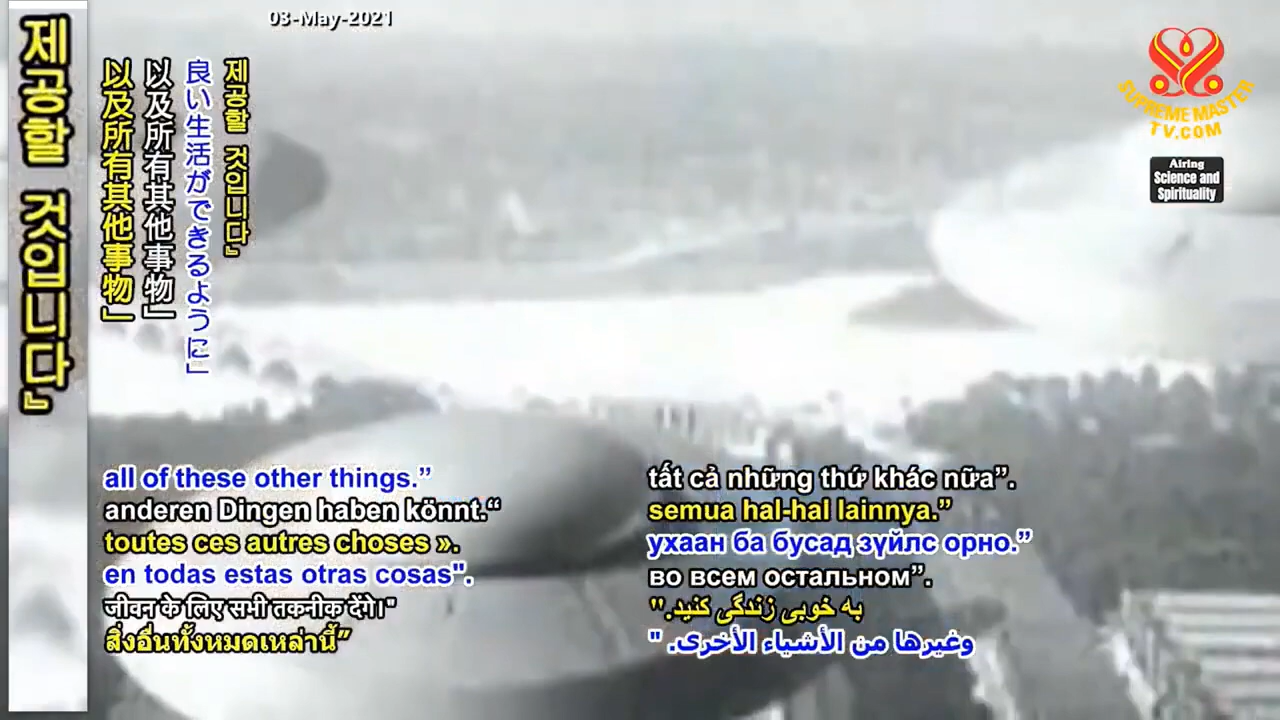 03-May-2021
SUPREME MASTER
TV.COM
Airing
Science and
Spirituality
제공할 것입니다』
以及所有其他事物」
以及所有其他事物」
良い生活ができるように」
제공할 것입니다』
all of these other things.”
anderen Dingen haben könnt.“
toutes ces autres choses ».
en todas estas otras cosas".
जीवन के लिए सभी तकनीक देंगे।"
สิ่งอื่นทั้งหมดเหล่านี้”
tất cả những thứ khác nữa”.
semua hal-hal lainnya.”
ухаан ба бусад зүйлс орно.”
во всем остальном”.
به خوبی زندگی کنید."
وغيرها من الأشياء الأخرى. "